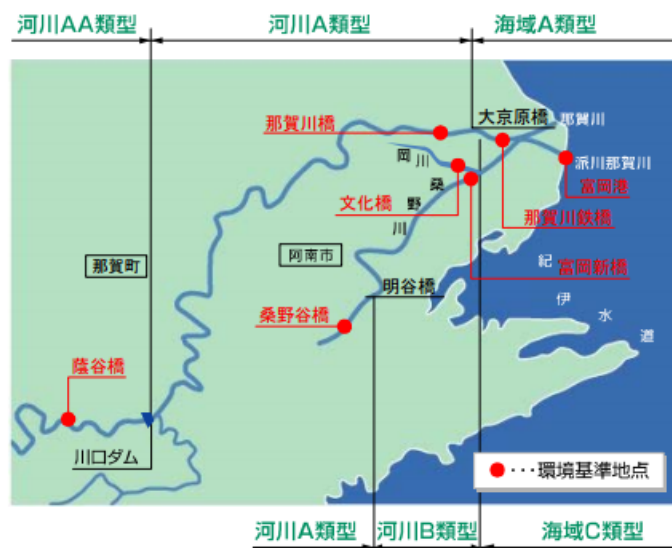 河川AA類型
河川A類型
海域A類型
那賀川橋
大京原橋
那賀川
岡川
派川那賀川
富岡港
文化橋
桑野川
那賀川鉄橋
那賀町
阿南市
富岡新橋
紀伊水道
明谷橋
桑野谷橋
蔭谷橋
川口ダム
●･･･環境基準地点
河川A類型
河川B類型
海域C類型